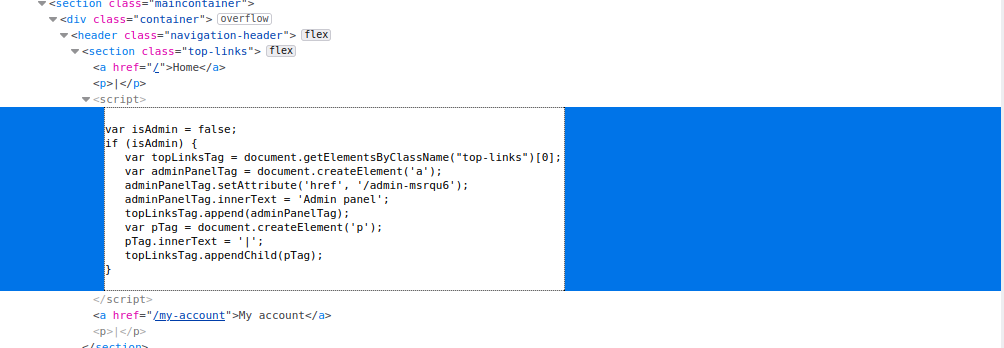 <section class="maincontainer">
<div class="container"> overflow
<header class="navigation-header"> flex
<section class="top-links"> flex
<a href="/">Home</a>
<p>|</p>
<script>
var isAdmin = false;
if (isAdmin) {
var topLinksTag = document.getElementsByClassName("top-links")[0];
var adminPanelTag = document.createElement('a');
adminPanelTag.setAttribute('href', '/admin-msrqu6');
adminPanelTag.innerText = 'Admin panel';
topLinksTag.append(adminPanelTag);
var pTag = document.createElement('p');
pTag.innerText = '|';
topLinksTag.appendChild(pTag);
}
</script>
<a href="/my-account">My account</a>
<p>|</p>
</section>